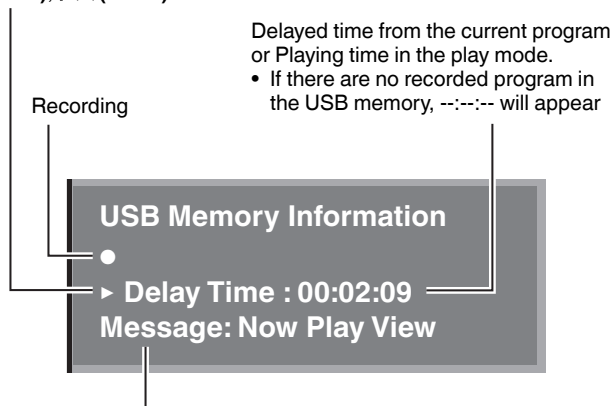 Delayed time from the current program
or Playing time in the play mode.
• If there are no recorded program in
the USB memory, --:--:-- will appear
Recording
USB Memory Information
●
► Delay Time : 00:02:09
Message: Now Play View